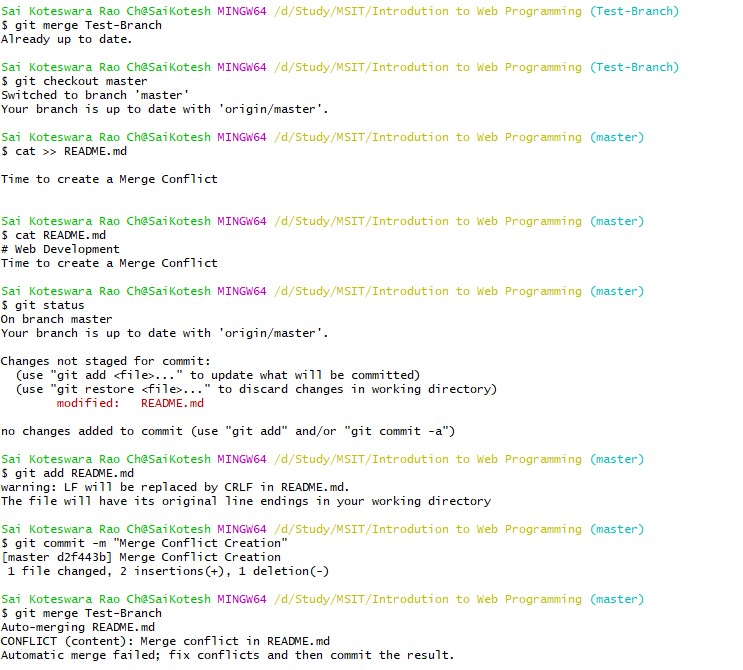 Sai Koteswara Rao Ch@SaiKotesh MINGW64 /d/Study/MSIT/Introdution to Web Programming (Test-Branch)
$ git merge Test-Branch
Already up to date.
Sai Koteswara Rao Ch@SaiKotesh MINGW64 /d/Study/MSIT/Introdution to Web Programming (Test-Branch)
$ git checkout master
Switched to branch 'master'
Your branch is up to date with 'origin/master'.
Sai Koteswara Rao Ch@SaiKotesh MINGW64 /d/Study/MSIT/Introdution to Web Programming (master)
$ cat >> README.md
Time to create a Merge Conflict
Sai Koteswara Rao Ch@SaiKotesh MINGW64 /d/Study/MSIT/Introdution to Web Programming (master)
$ cat README.md
# Web Development
Time to create a Merge Conflict
Sai Koteswara Rao Ch@SaiKotesh MINGW64 /d/Study/MSIT/Introdution to Web Programming (master)
$ git status
On branch master
Your branch is up to date with 'origin/master'.
Changes not staged for commit:
(use "git add <file>..." to update what will be committed)
(use "git restore <file>..." to discard changes in working directory)
modified: README.md
no changes added to commit (use "git add" and/or "git commit -a")
Sai Koteswara Rao Ch@SaiKotesh MINGW64 /d/Study/MSIT/Introdution to Web Programming (master)
$ git add README.md
warning: LF will be replaced by CRLF in README.md.
The file will have its original line endings in your working directory
Sai Koteswara Rao Ch@SaiKotesh MINGW64 /d/Study/MSIT/Introdution to Web Programming (master)
$ git commit -m "Merge Conflict Creation"
[master d2f443b] Merge Conflict Creation
1 file changed, 2 insertions(+), 1 deletion(-)
Sai Koteswara Rao Ch@SaiKotesh MINGW64 /d/Study/MSIT/Introdution to Web Programming (master)
$ git merge Test-Branch
Auto-merging README.md
CONFLICT (content): Merge conflict in README.md
Automatic merge failed; fix conflicts and then commit the result.